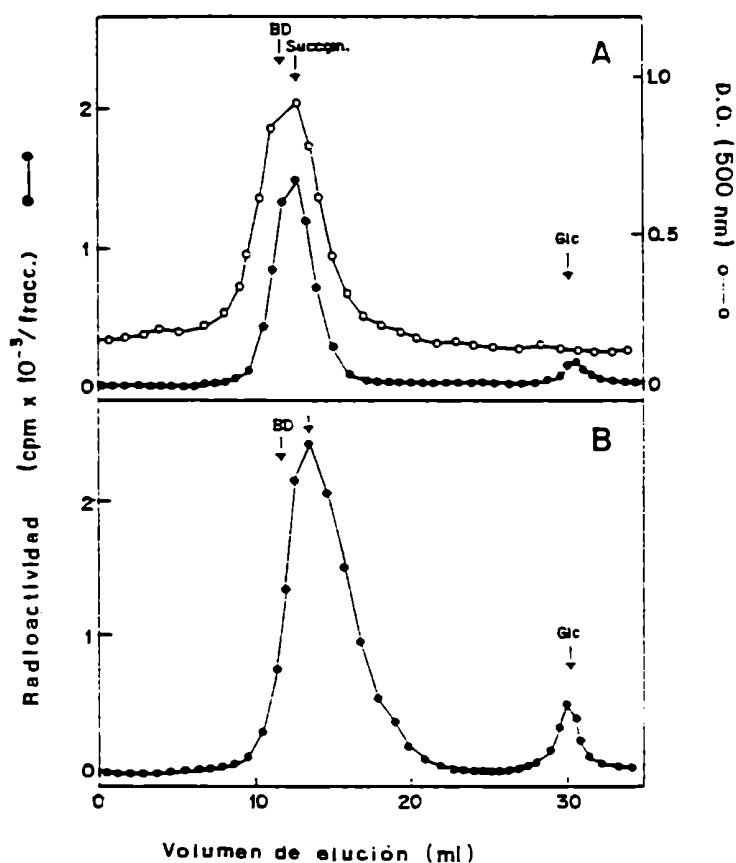 BD
Succin.
A
2
1
0
1.0
0.5
0
Glc
D.O. (500 nm)
Radioactividad (cpm x 10⁻³/fracc.)
BD
B
2
1
0
Glc
0
10
20
30
Volumen de elución (ml)